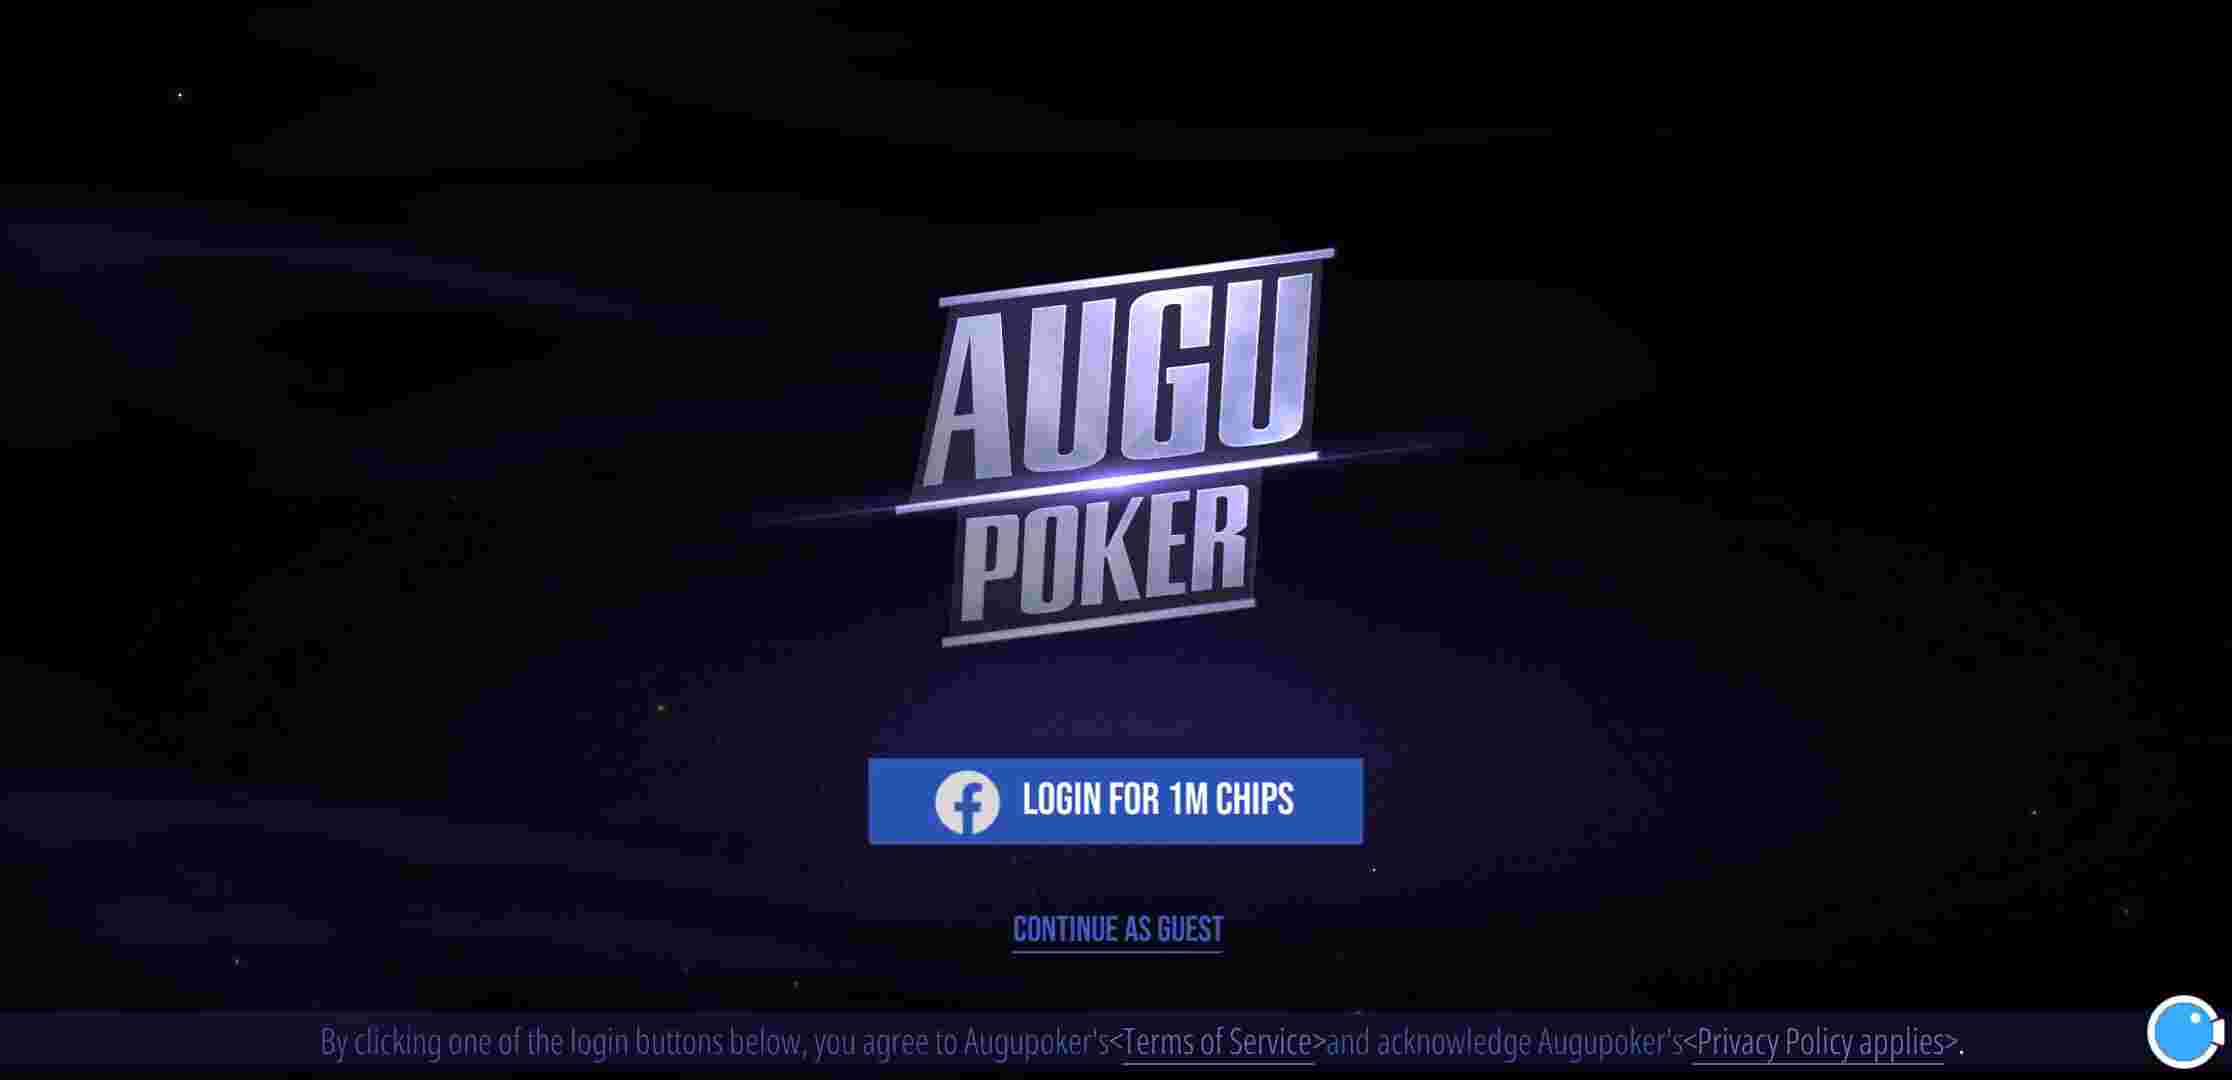 AUGU
POKER
LOGIN FOR 1M CHIPS
CONTINUE AS GUEST
By clicking one of the login buttons below, you agree to Augupoker's<Terms of Service>and acknowledge Augupoker's<Privacy Policy applies>.